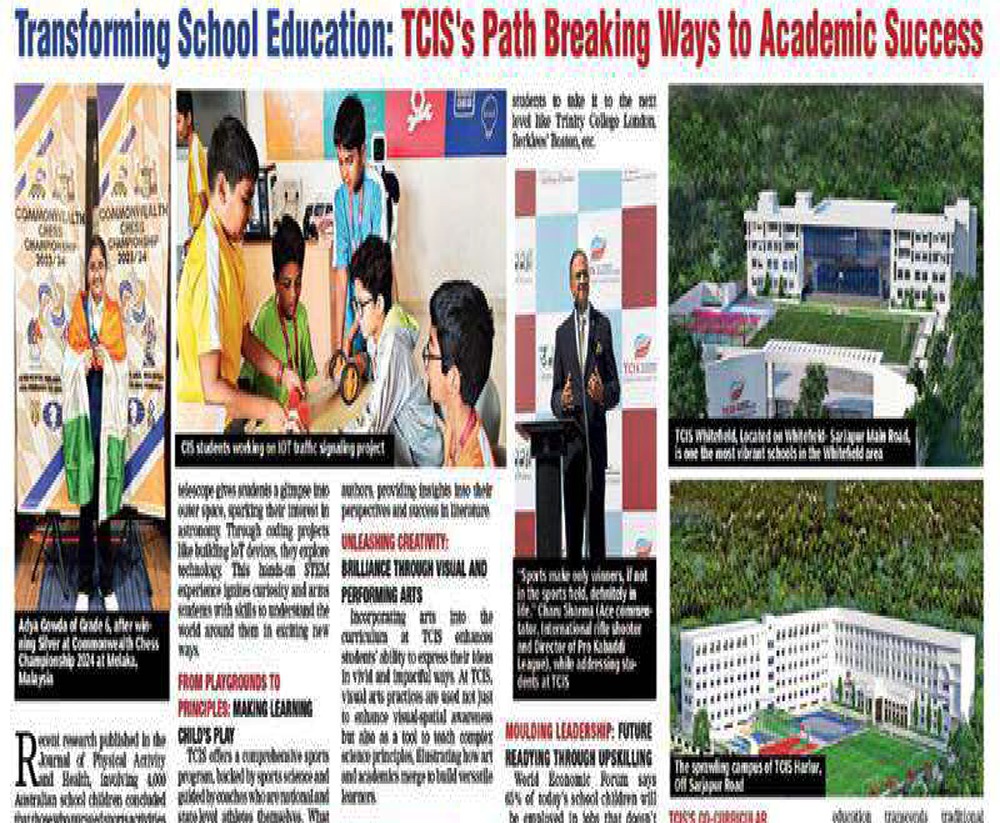 Transforming School Education: TCIS's Path Breaking Ways to Academic Success
COMMONWEALTH
CHESS
CHAMPIONSHIP
2023/24
COMMONWEALTH
CHESS
CHAMPIONSHIP
2023/24
Adya Gowda of Grade 6, after win-
ning Silver at Commonwealth Chess
Championship 2024 at Melaka,
Malaysia
Recent research published in the
Journal of Physical Activity
and Health, involving 4,000
Australian school children concluded
that those who pursued sports activities
CIS students working on IOT traffic signaling project
telescope gives students a glimpse into
outer space, sparking their interest in
astronomy. Through coding projects
like building IoT devices, they explore
technology. This hands-on STEM
experience ignites curiosity and arms
students with skills to understand the
world around them in exciting new
ways.
FROM PLAYGROUNDS TO
PRINCIPLES: MAKING LEARNING
CHILD'S PLAY
TCIS offers a comprehensive sports
program, backed by sports science and
guided by coaches who are national and
state level athletes themselves. What
authors, providing insights into their
perspectives and success in literature.
UNLEASHING CREATIVITY:
BRILLIANCE THROUGH VISUAL AND
PERFORMING ARTS
Incorporating arts into the
curriculum at TCIS enhances
students' ability to express their ideas
in vivid and impactful ways. At TCIS,
visual arts practices are used not just
to enhance visual-spatial awareness
but also as a tool to teach complex
science principles, illustrating how art
and academics merge to build versatile
learners.
students to take it to the next
level like Trinity College London,
Berklees' Boston, etc.
TCIS
"Sports make only winners, if not
in the sports field, definitely in
life," Charu Sharma (Ace commen-
tator, International rifle shooter
and Director of Pro Kabaddi
League), while addressing stu-
dents at TCIS
MOULDING LEADERSHIP: FUTURE
READYING THROUGH UPSKILLING
World Economic Forum says
65% of today's school children will
be employed in jobs that doesn't
TCIS Whitefield, Located on Whitefield- Sarjapur Main Road,
is one the most vibrant schools in the Whitefield area
The sprawling campus of TCIS Harlur,
Off Sarjapur Road
TCIS'S CO-CURRICULAR
education transcends traditional